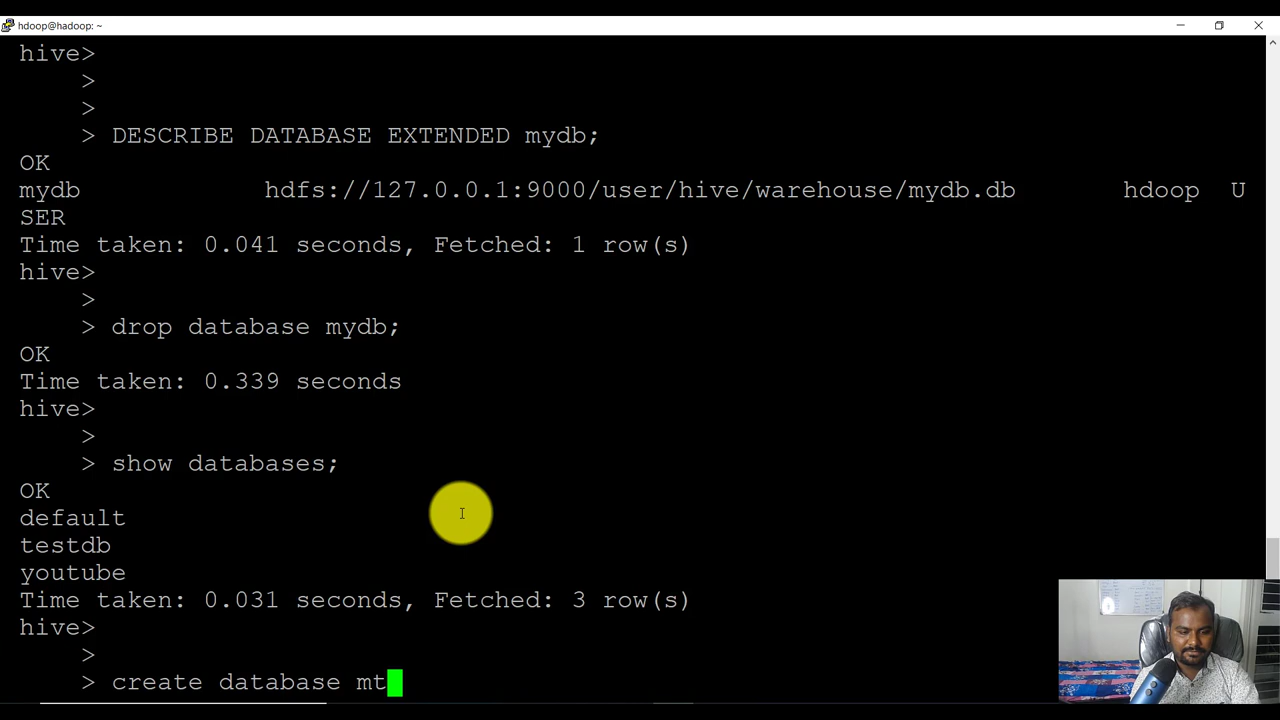 hdoop@hadoop: ~
hive>
>
>
> DESCRIBE DATABASE EXTENDED mydb;
OK
mydb hdfs://127.0.0.1:9000/user/hive/warehouse/mydb.db hdoop U
SER
Time taken: 0.041 seconds, Fetched: 1 row(s)
hive>
>
> drop database mydb;
OK
Time taken: 0.339 seconds
hive>
>
> show databases;
OK
default
testdb
youtube
Time taken: 0.031 seconds, Fetched: 3 row(s)
hive>
>
> create database mt